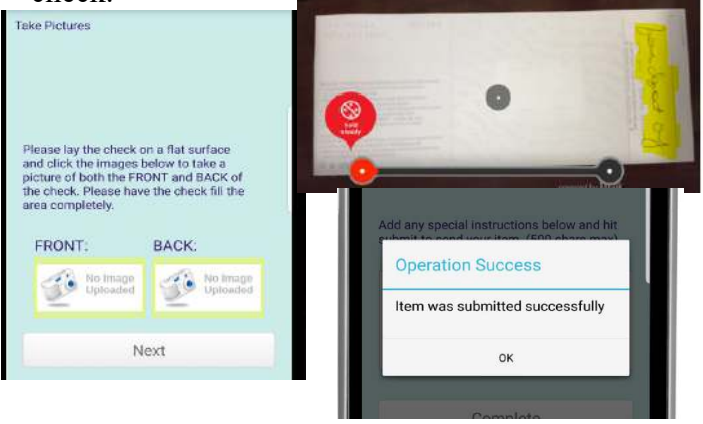 check.
Take Pictures
Please lay the check on a flat surface
and click the images below to take a
picture of both the FRONT and BACK of
the check. Please have the check fill the
area completely.
FRONT:
BACK:
No Image
Uploaded
No Image
Uploaded
Next
hold
steady
Add any special instructions below and hit
submit to send your item. (500 chars max)
Operation Success
Item was submitted successfully
OK
Complete